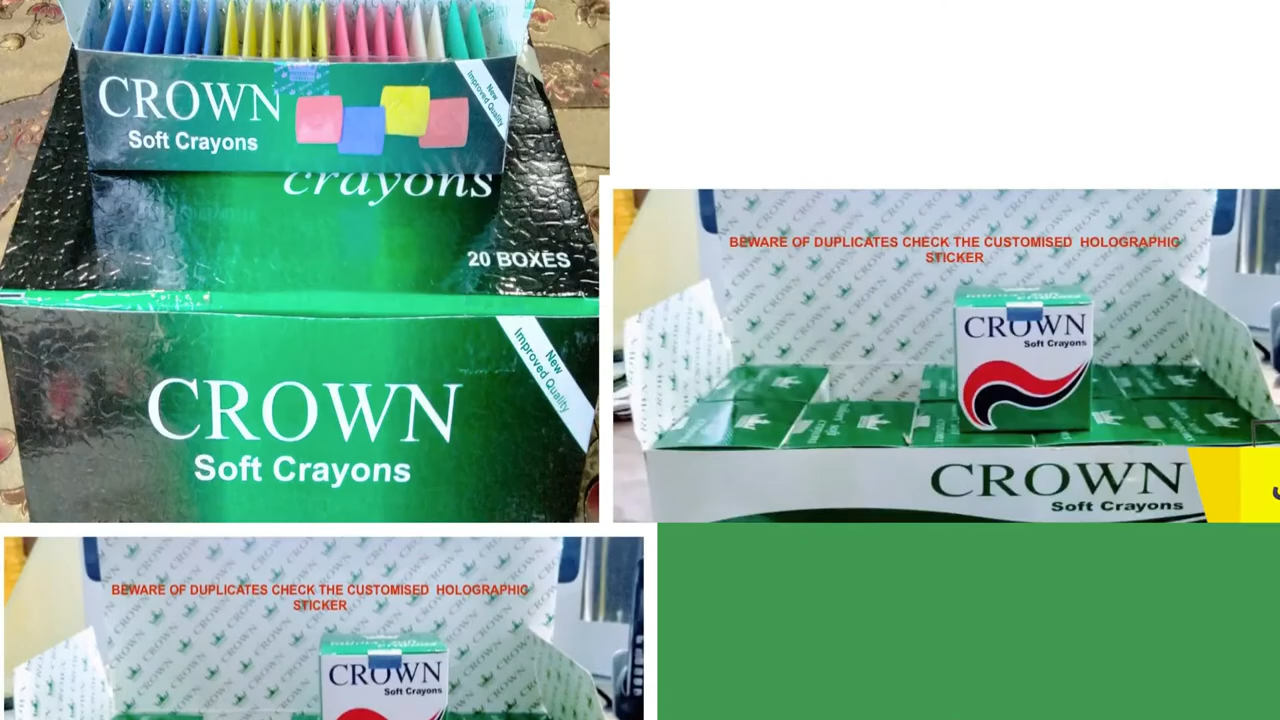 CROWN
Soft Crayons
New
Improved Quality
crayons
20 BOXES
New
Improved Quality
CROWN
Soft Crayons
BEWARE OF DUPLICATES CHECK THE CUSTOMISED HOLOGRAPHIC
STICKER
CROWN
Soft Crayons
CROWN
Soft Crayons
BEWARE OF DUPLICATES CHECK THE CUSTOMISED HOLOGRAPHIC
STICKER
CROWN
Soft Crayons